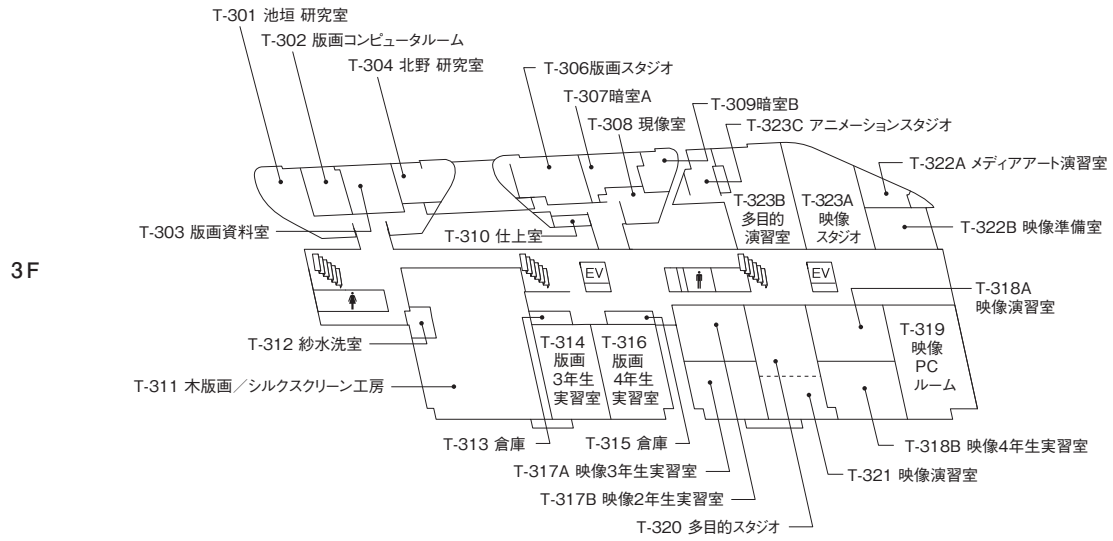 T-301 池垣 研究室
T-302 版画コンピュータルーム
T-304 北野 研究室
T-306版画スタジオ
T-307暗室A
T-308 現像室
T-309暗室B
T-323C アニメーションスタジオ
T-322A メディアアート演習室
T-303 版画資料室
T-310 仕上室
T-323B
多目的
演習室
T-323A
映像
スタジオ
T-322B 映像準備室
3F
EV
EV
T-318A
映像演習室
T-312 紗水洗室
T-314
版画
3年生
実習室
T-316
版画
4年生
実習室
T-319
映像
PC
ルーム
T-311 木版画／シルクスクリーン工房
T-313 倉庫
T-315 倉庫
T-318B 映像4年生実習室
T-317A 映像3年生実習室
T-321 映像演習室
T-317B 映像2年生実習室
T-320 多目的スタジオ